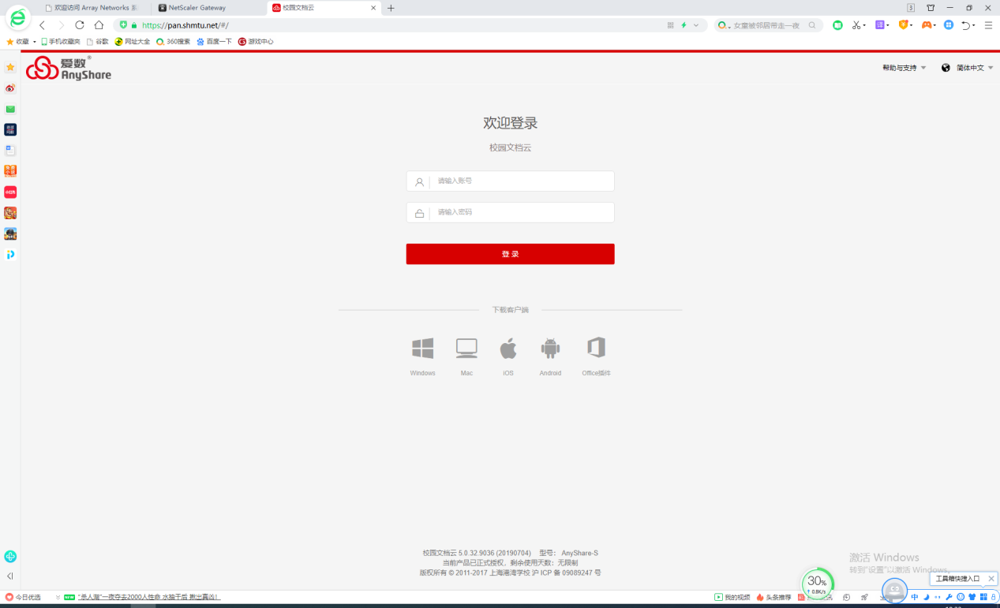 欢迎访问 Array Networks 系
NetScaler Gateway
校园文档云
3
https://pan.shmtu.net/#/
女童被邻居带走一夜
收藏
手机收藏夹
谷歌
网址大全
360搜索
百度一下
游戏中心
爱数®
AnyShare
帮助与支持
简体中文
欢迎登录
校园文档云
请输入账号
请输入密码
登 录
下载客户端
Windows
Mac
iOS
Android
Office插件
校园文档云 5.0.32.9036 (20190704) 型号： AnyShare-S
当前产品已正式授权，剩余使用天数：无限制
版权所有 © 2011-2017 上海港湾学校 沪 ICP 备 09089247 号
激活 Windows
转到"设置"以激活 Windows。
工具箱快捷入口
30%
0.8K/s
今日优选
NEW
"杀人湖"一夜夺去2000人性命 水抽干后 揪出真凶！
我的视频
头条推荐
中